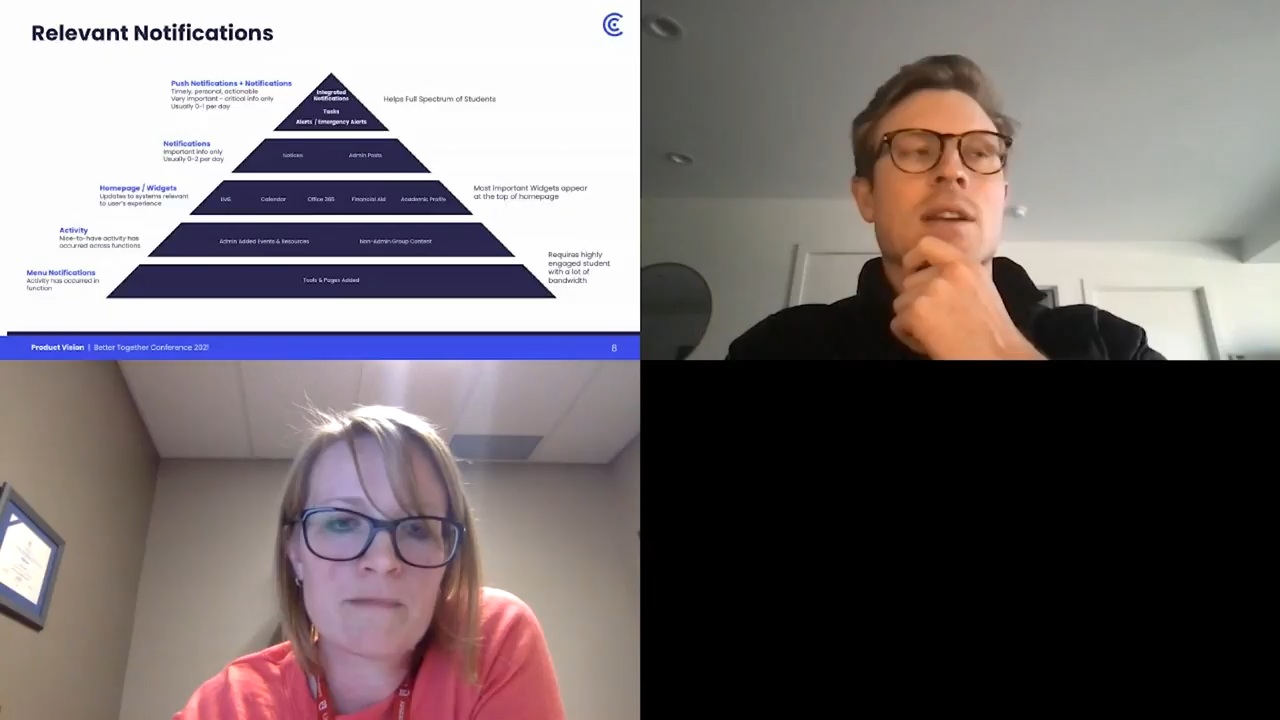 Relevant Notifications
Push Notifications + Notifications
Timely, personal, actionable
Very important - critical info only
Usually 0-1 per day
Integrated
Notifications
Tasks
Alerts / Emergency Alerts
Helps Full Spectrum of Students
Notifications
Important info only
Usually 0-2 per day
Notices
Admin Posts
Homepage / Widgets
Updates to systems relevant
to user's experience
Calendar
Office 365
Financial Aid
Academic Profile
Most Important Widgets appear
at the top of homepage
Activity
Nice-to-have activity has
occurred across functions
Admin Added Events & Resources
Non-Admin Group Content
Menu Notifications
Activity has occurred in
function
Tools & Pages Added
Requires highly
engaged student
with a lot of
bandwidth
Product Vision | Better Together Conference 2021
8